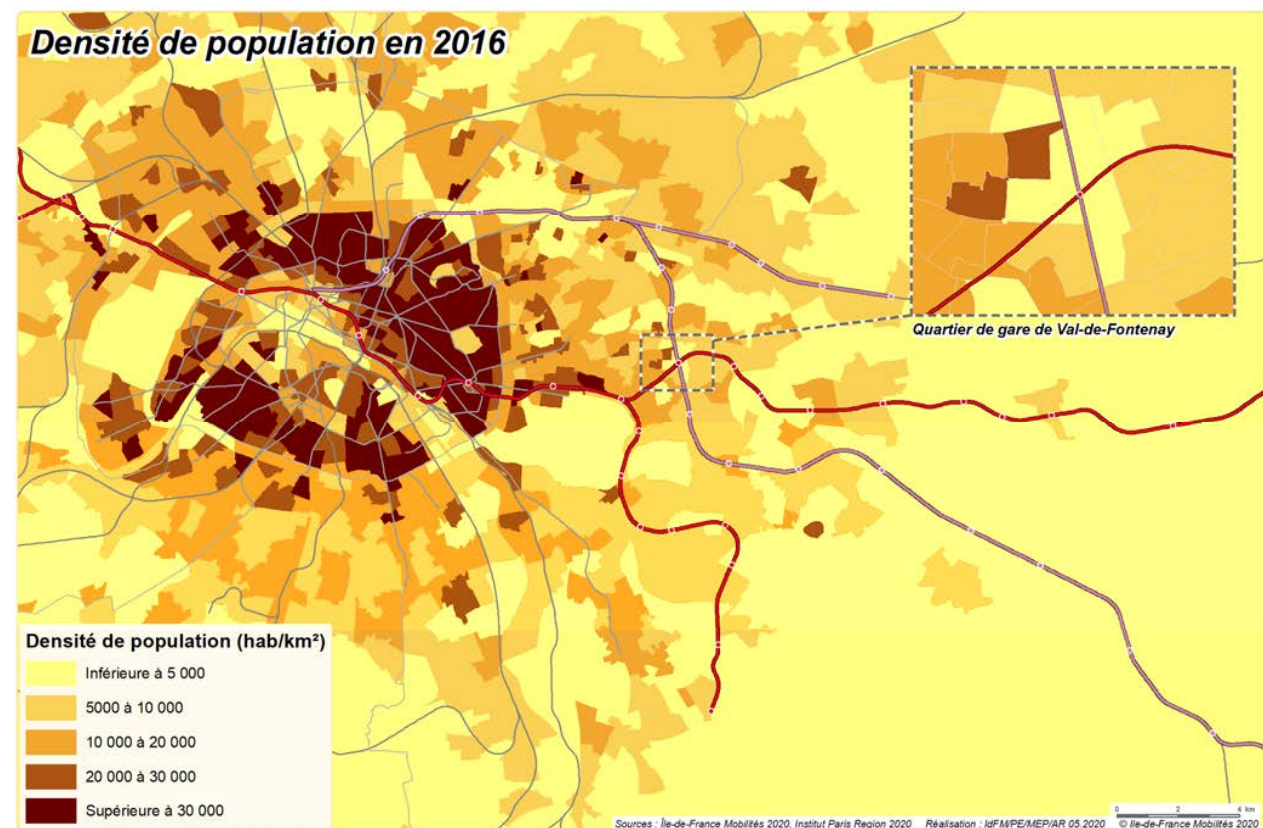 Densité de population en 2016
Quartier de gare de Val-de-Fontenay
Densité de population (hab/km²)
Inférieure à 5 000
5000 à 10 000
10 000 à 20 000
20 000 à 30 000
Supérieure à 30 000
0 2 4 km
Sources : Île-de-France Mobilités 2020, Institut Paris Region 2020 Réalisation : IdFM/PE/MEP/AR 05.2020 © Ile-de-France Mobilités 2020